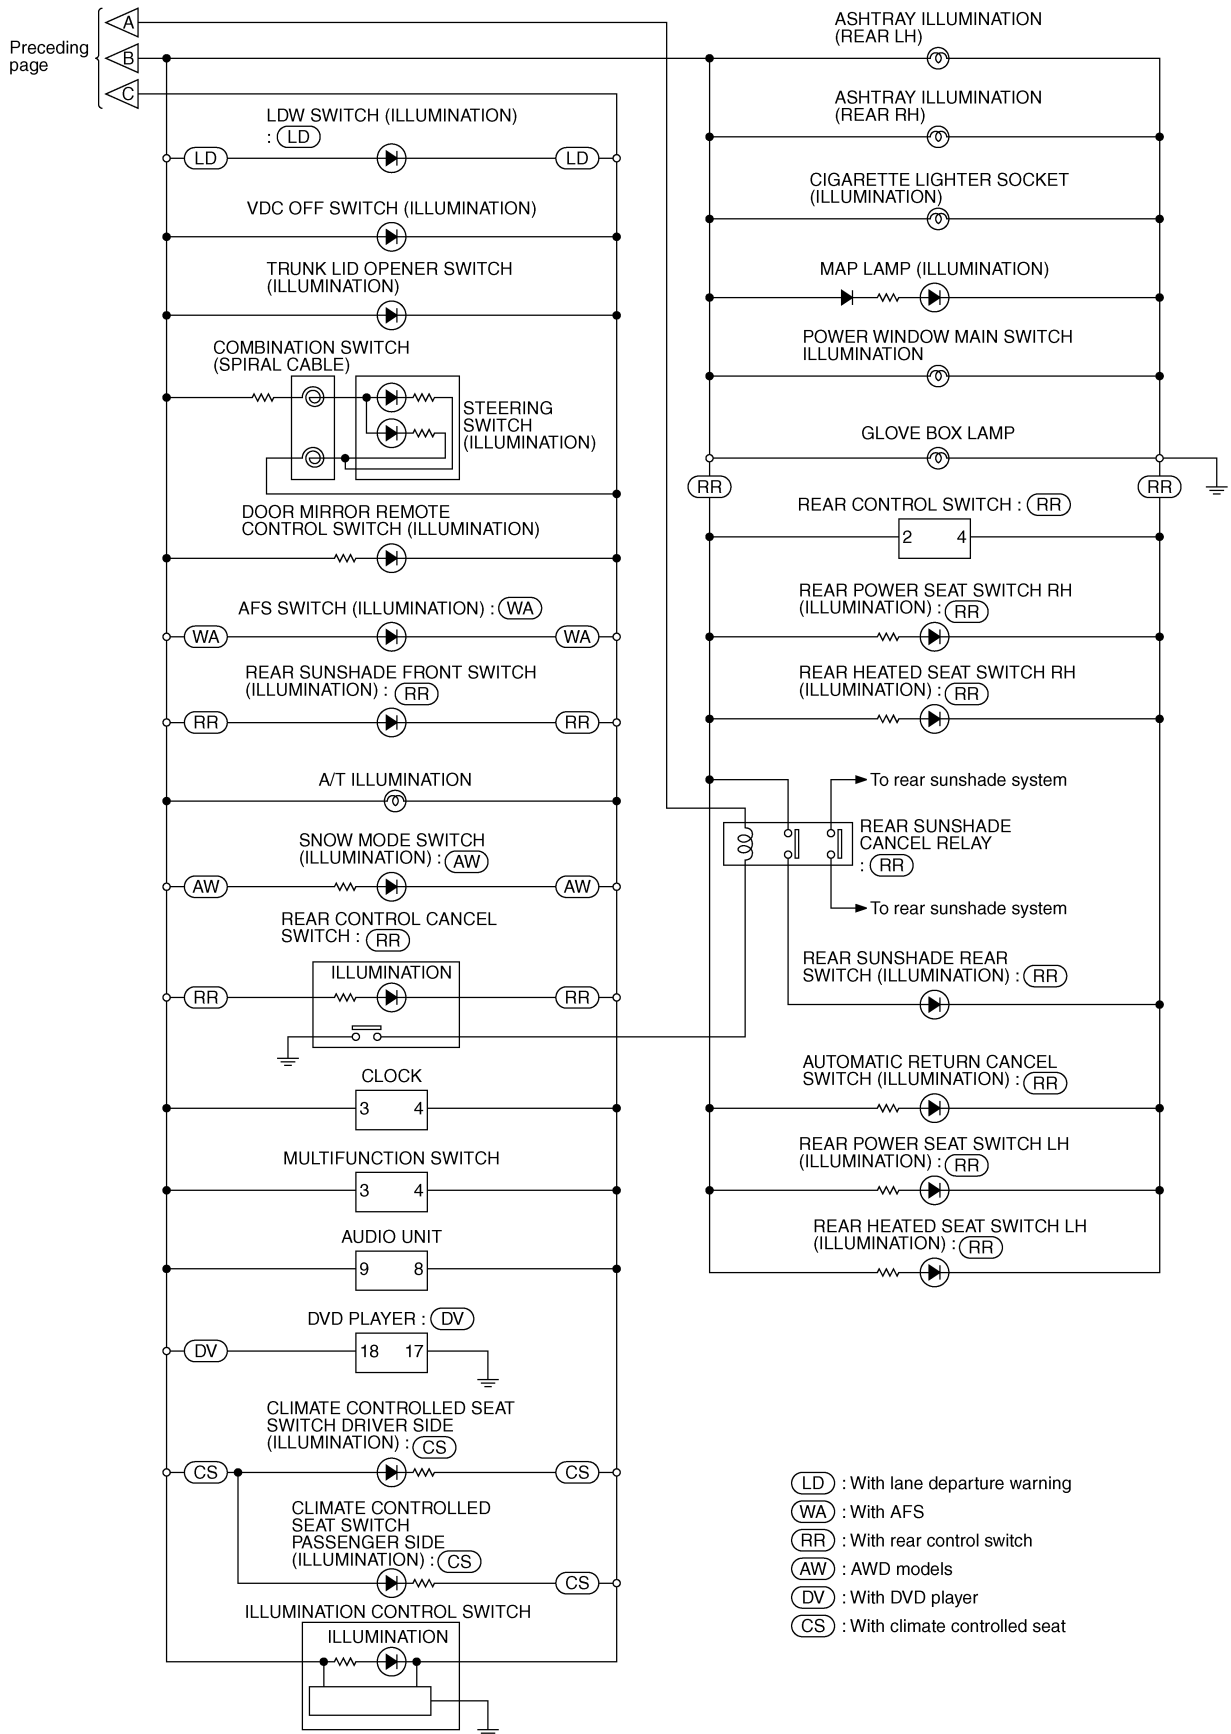 Preceding
page
A
B
C
LDW SWITCH (ILLUMINATION)
: LD
LD LD
VDC OFF SWITCH (ILLUMINATION)
TRUNK LID OPENER SWITCH
(ILLUMINATION)
COMBINATION SWITCH
(SPIRAL CABLE)
STEERING
SWITCH
(ILLUMINATION)
DOOR MIRROR REMOTE
CONTROL SWITCH (ILLUMINATION)
AFS SWITCH (ILLUMINATION) : WA
WA WA
REAR SUNSHADE FRONT SWITCH
(ILLUMINATION) : RR
RR RR
A/T ILLUMINATION
SNOW MODE SWITCH
(ILLUMINATION) : AW
AW AW
REAR CONTROL CANCEL
SWITCH : RR
ILLUMINATION
RR RR
CLOCK
3 4
MULTIFUNCTION SWITCH
3 4
AUDIO UNIT
9 8
DVD PLAYER : DV
DV 18 17
CLIMATE CONTROLLED SEAT
SWITCH DRIVER SIDE
(ILLUMINATION) : CS
CS CS
CLIMATE CONTROLLED
SEAT SWITCH
PASSENGER SIDE
(ILLUMINATION) : CS
CS
ILLUMINATION CONTROL SWITCH
ILLUMINATION
ASHTRAY ILLUMINATION
(REAR LH)
ASHTRAY ILLUMINATION
(REAR RH)
CIGARETTE LIGHTER SOCKET
(ILLUMINATION)
MAP LAMP (ILLUMINATION)
POWER WINDOW MAIN SWITCH
ILLUMINATION
GLOVE BOX LAMP
RR RR
REAR CONTROL SWITCH : RR
2 4
REAR POWER SEAT SWITCH RH
(ILLUMINATION) : RR
REAR HEATED SEAT SWITCH RH
(ILLUMINATION) : RR
To rear sunshade system
REAR SUNSHADE
CANCEL RELAY
: RR
To rear sunshade system
REAR SUNSHADE REAR
SWITCH (ILLUMINATION) : RR
AUTOMATIC RETURN CANCEL
SWITCH (ILLUMINATION) : RR
REAR POWER SEAT SWITCH LH
(ILLUMINATION) : RR
REAR HEATED SEAT SWITCH LH
(ILLUMINATION) : RR
LD : With lane departure warning
WA : With AFS
RR : With rear control switch
AW : AWD models
DV : With DVD player
CS : With climate controlled seat